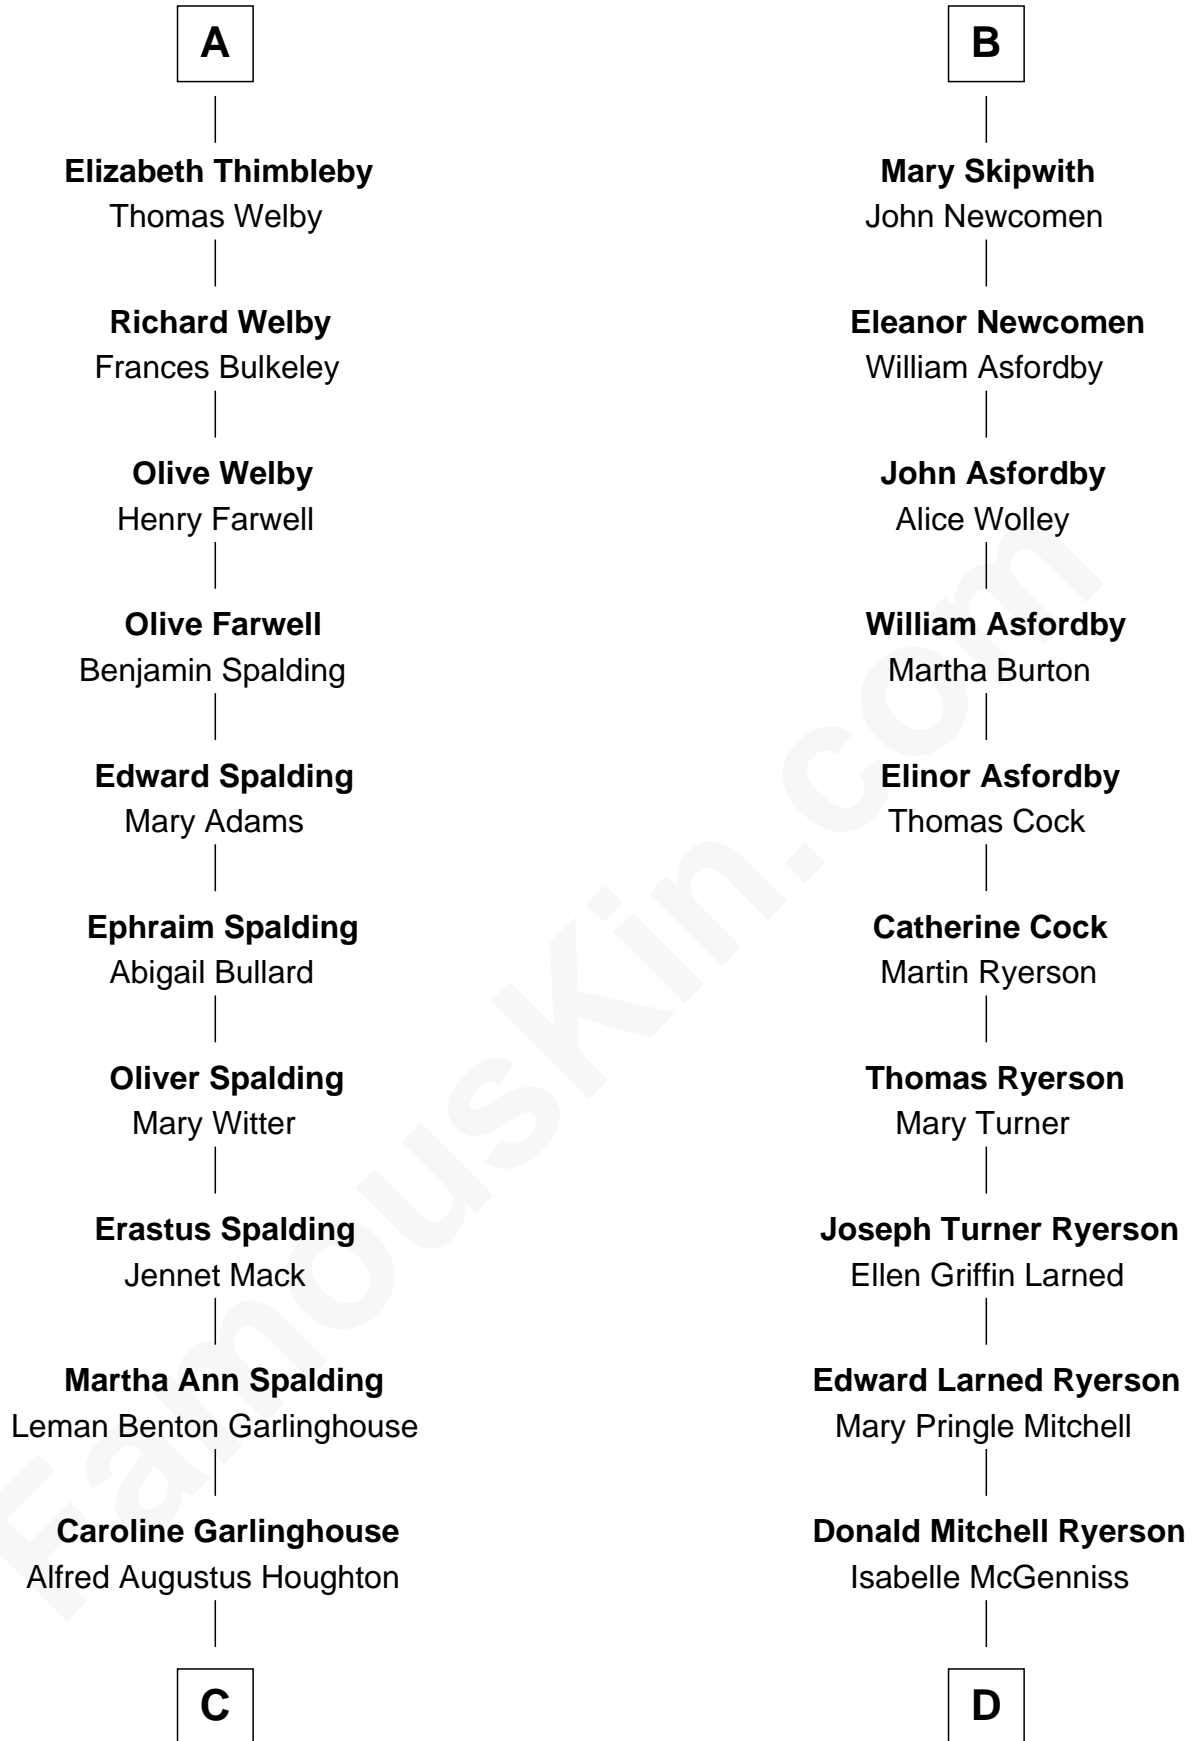 A
Elizabeth Thimbleby
Thomas Welby
Richard Welby
Frances Bulkeley
Olive Welby
Henry Farwell
Olive Farwell
Benjamin Spalding
Edward Spalding
Mary Adams
Ephraim Spalding
Abigail Bullard
Oliver Spalding
Mary Witter
Erastus Spalding
Jennet Mack
Martha Ann Spalding
Leman Benton Garlinghouse
Caroline Garlinghouse
Alfred Augustus Houghton
C
B
Mary Skipwith
John Newcomen
Eleanor Newcomen
William Asfordby
John Asfordby
Alice Wolley
William Asfordby
Martha Burton
Elinor Asfordby
Thomas Cock
Catherine Cock
Martin Ryerson
Thomas Ryerson
Mary Turner
Joseph Turner Ryerson
Ellen Griffin Larned
Edward Larned Ryerson
Mary Pringle Mitchell
Donald Mitchell Ryerson
Isabelle McGenniss
D
FamousKin.com